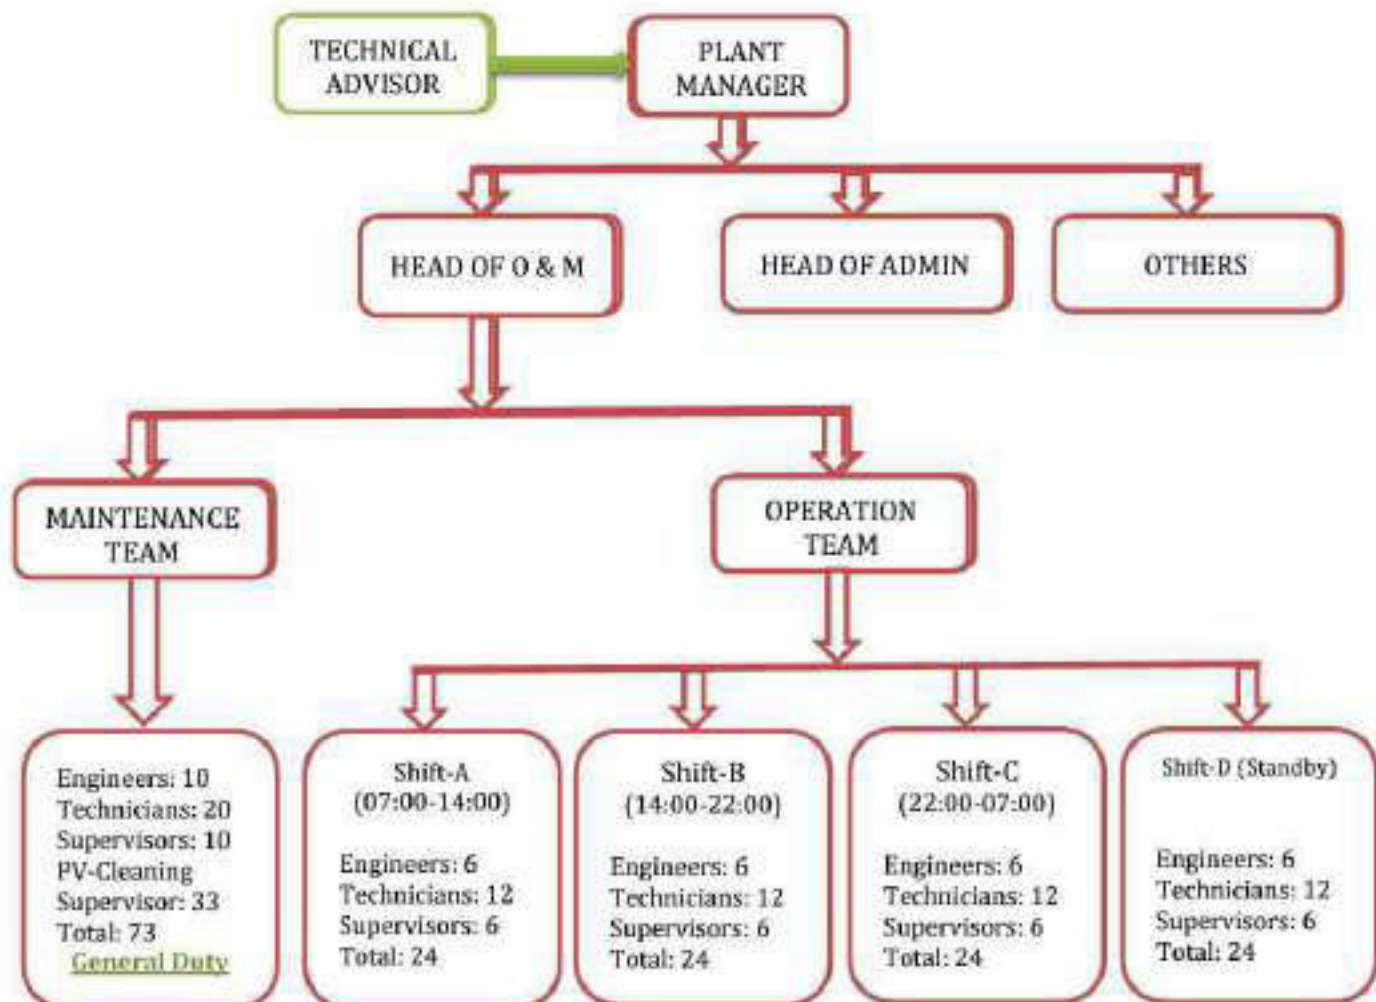 TECHNICAL
ADVISOR
PLANT
MANAGER
HEAD OF O & M
HEAD OF ADMIN
OTHERS
MAINTENANCE
TEAM
OPERATION
TEAM
Engineers: 10
Technicians: 20
Supervisors: 10
PV-Cleaning
Supervisor: 33
Total: 73
General Duty
Shift-A
(07:00-14:00)
Engineers: 6
Technicians: 12
Supervisors: 6
Total: 24
Shift-B
(14:00-22:00)
Engineers: 6
Technicians: 12
Supervisors: 6
Total: 24
Shift-C
(22:00-07:00)
Engineers: 6
Technicians: 12
Supervisors: 6
Total: 24
Shift-D (Standby)
Engineers: 6
Technicians: 12
Supervisors: 6
Total: 24